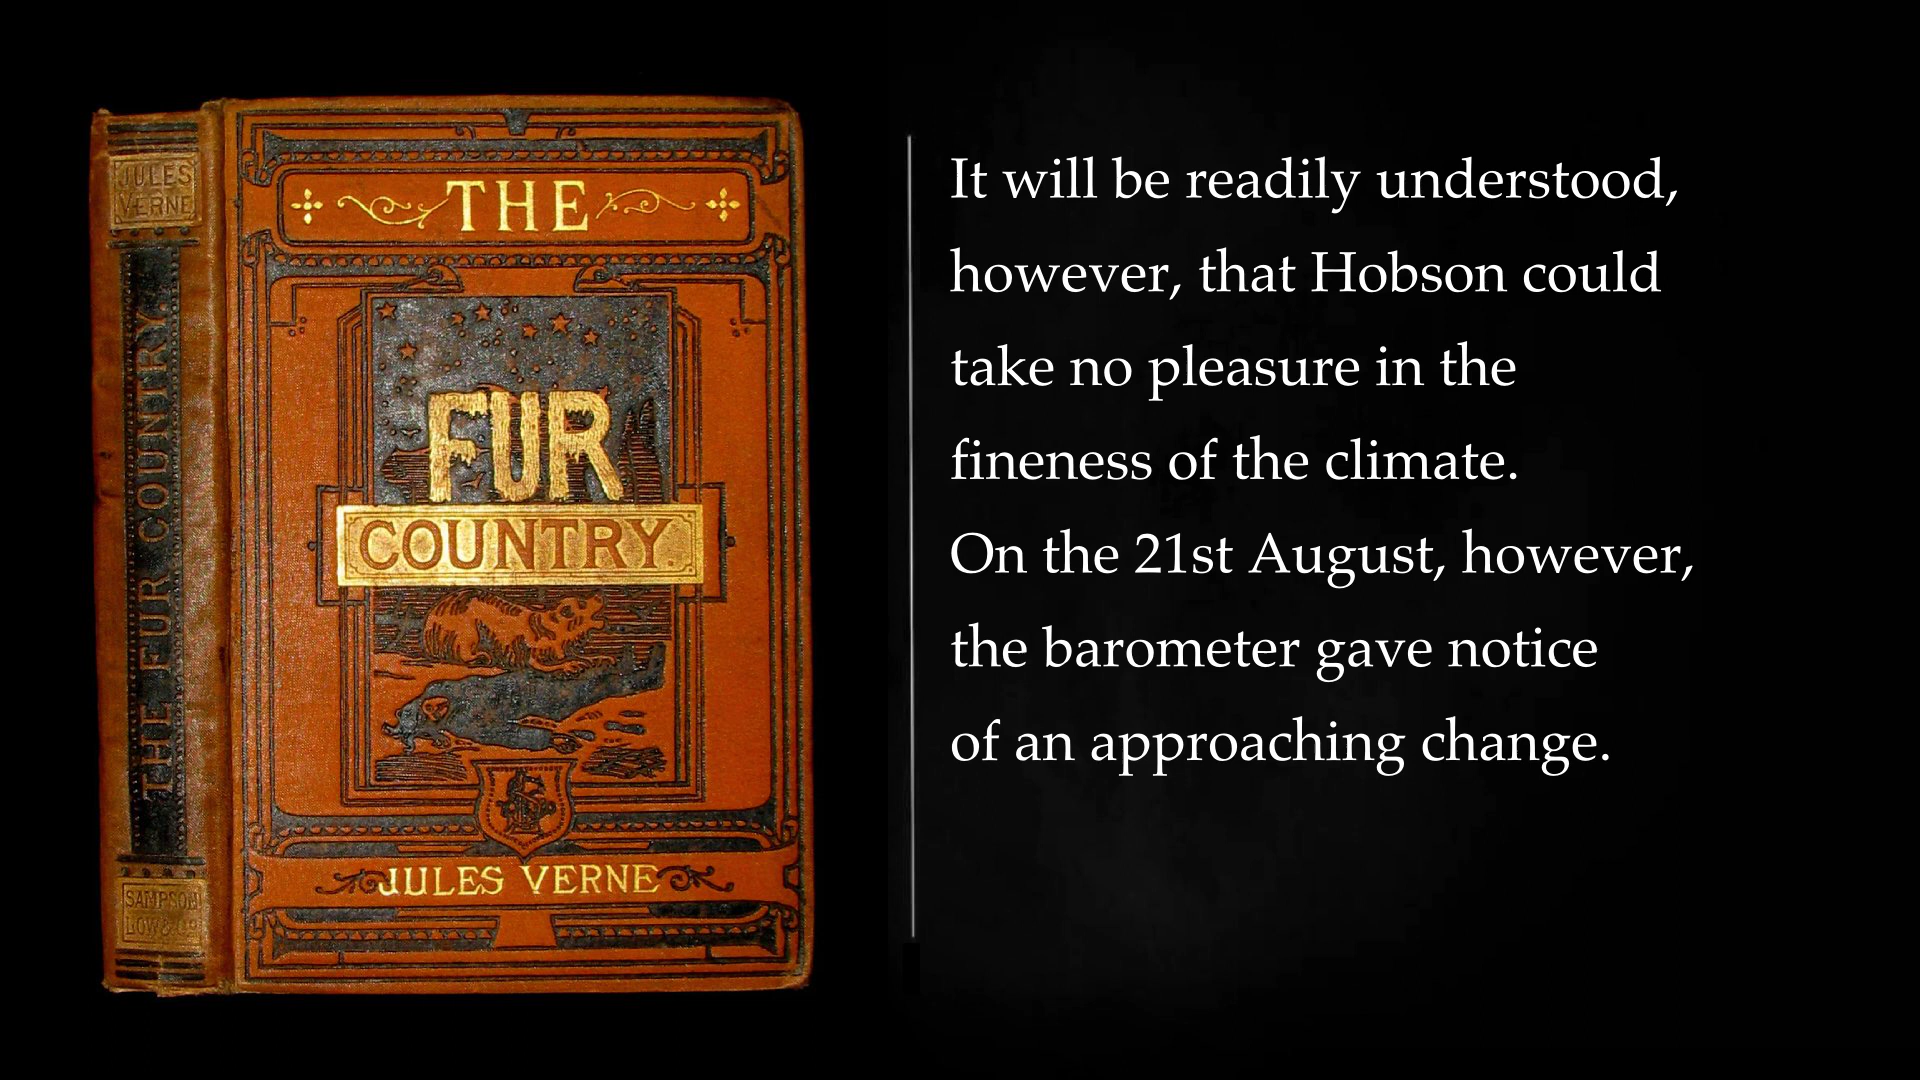 JULES
VERNE
THE FUR COUNTRY.
SAMPSON
LOW & Co
THE
FUR
COUNTRY.
JULES VERNE
It will be readily understood,
however, that Hobson could
take no pleasure in the
fineness of the climate.
On the 21st August, however,
the barometer gave notice
of an approaching change.